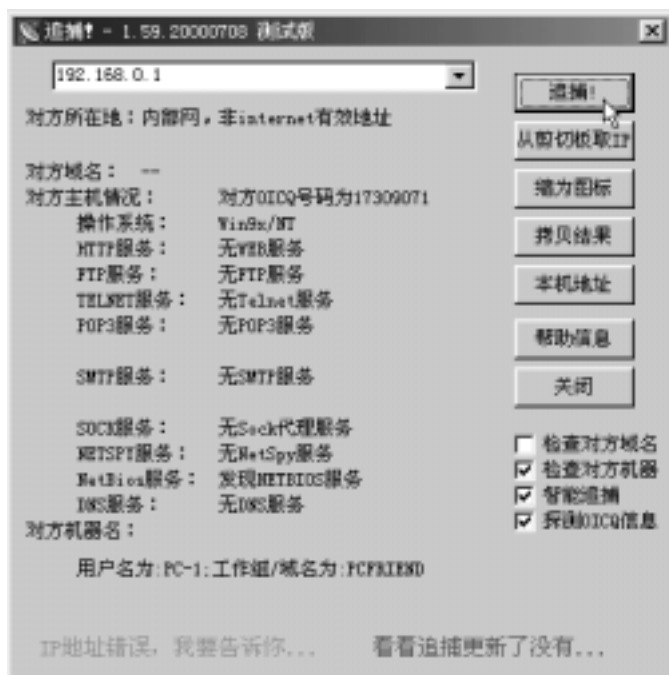 追捕! - 1.59.20000708 测试版
192.168.0.1
追捕!
对方所在地：内部网，非internet有效地址
从剪切板取IP
对方域名： --
缩为图标
对方主机情况： 对方OICQ号码为17309071
操作系统： Win9x/NT
拷贝结果
HTTP服务： 无WEB服务
FTP服务： 无FTP服务
本机地址
TELNET服务： 无Telnet服务
POP3服务： 无POP3服务
帮助信息
SMTP服务： 无SMTP服务
关闭
SOCK服务： 无Sock代理服务
检查对方域名
NETSPY服务： 无NetSpy服务
检查对方机器
NetBios服务： 发现NETBIOS服务
智能追捕
DNS服务： 无DNS服务
探测OICQ信息
对方机器名：
用户名为:PC-1:工作组/域名为:PCFRIEND
IP地址错误，我要告诉你... 看看追捕更新了没有...